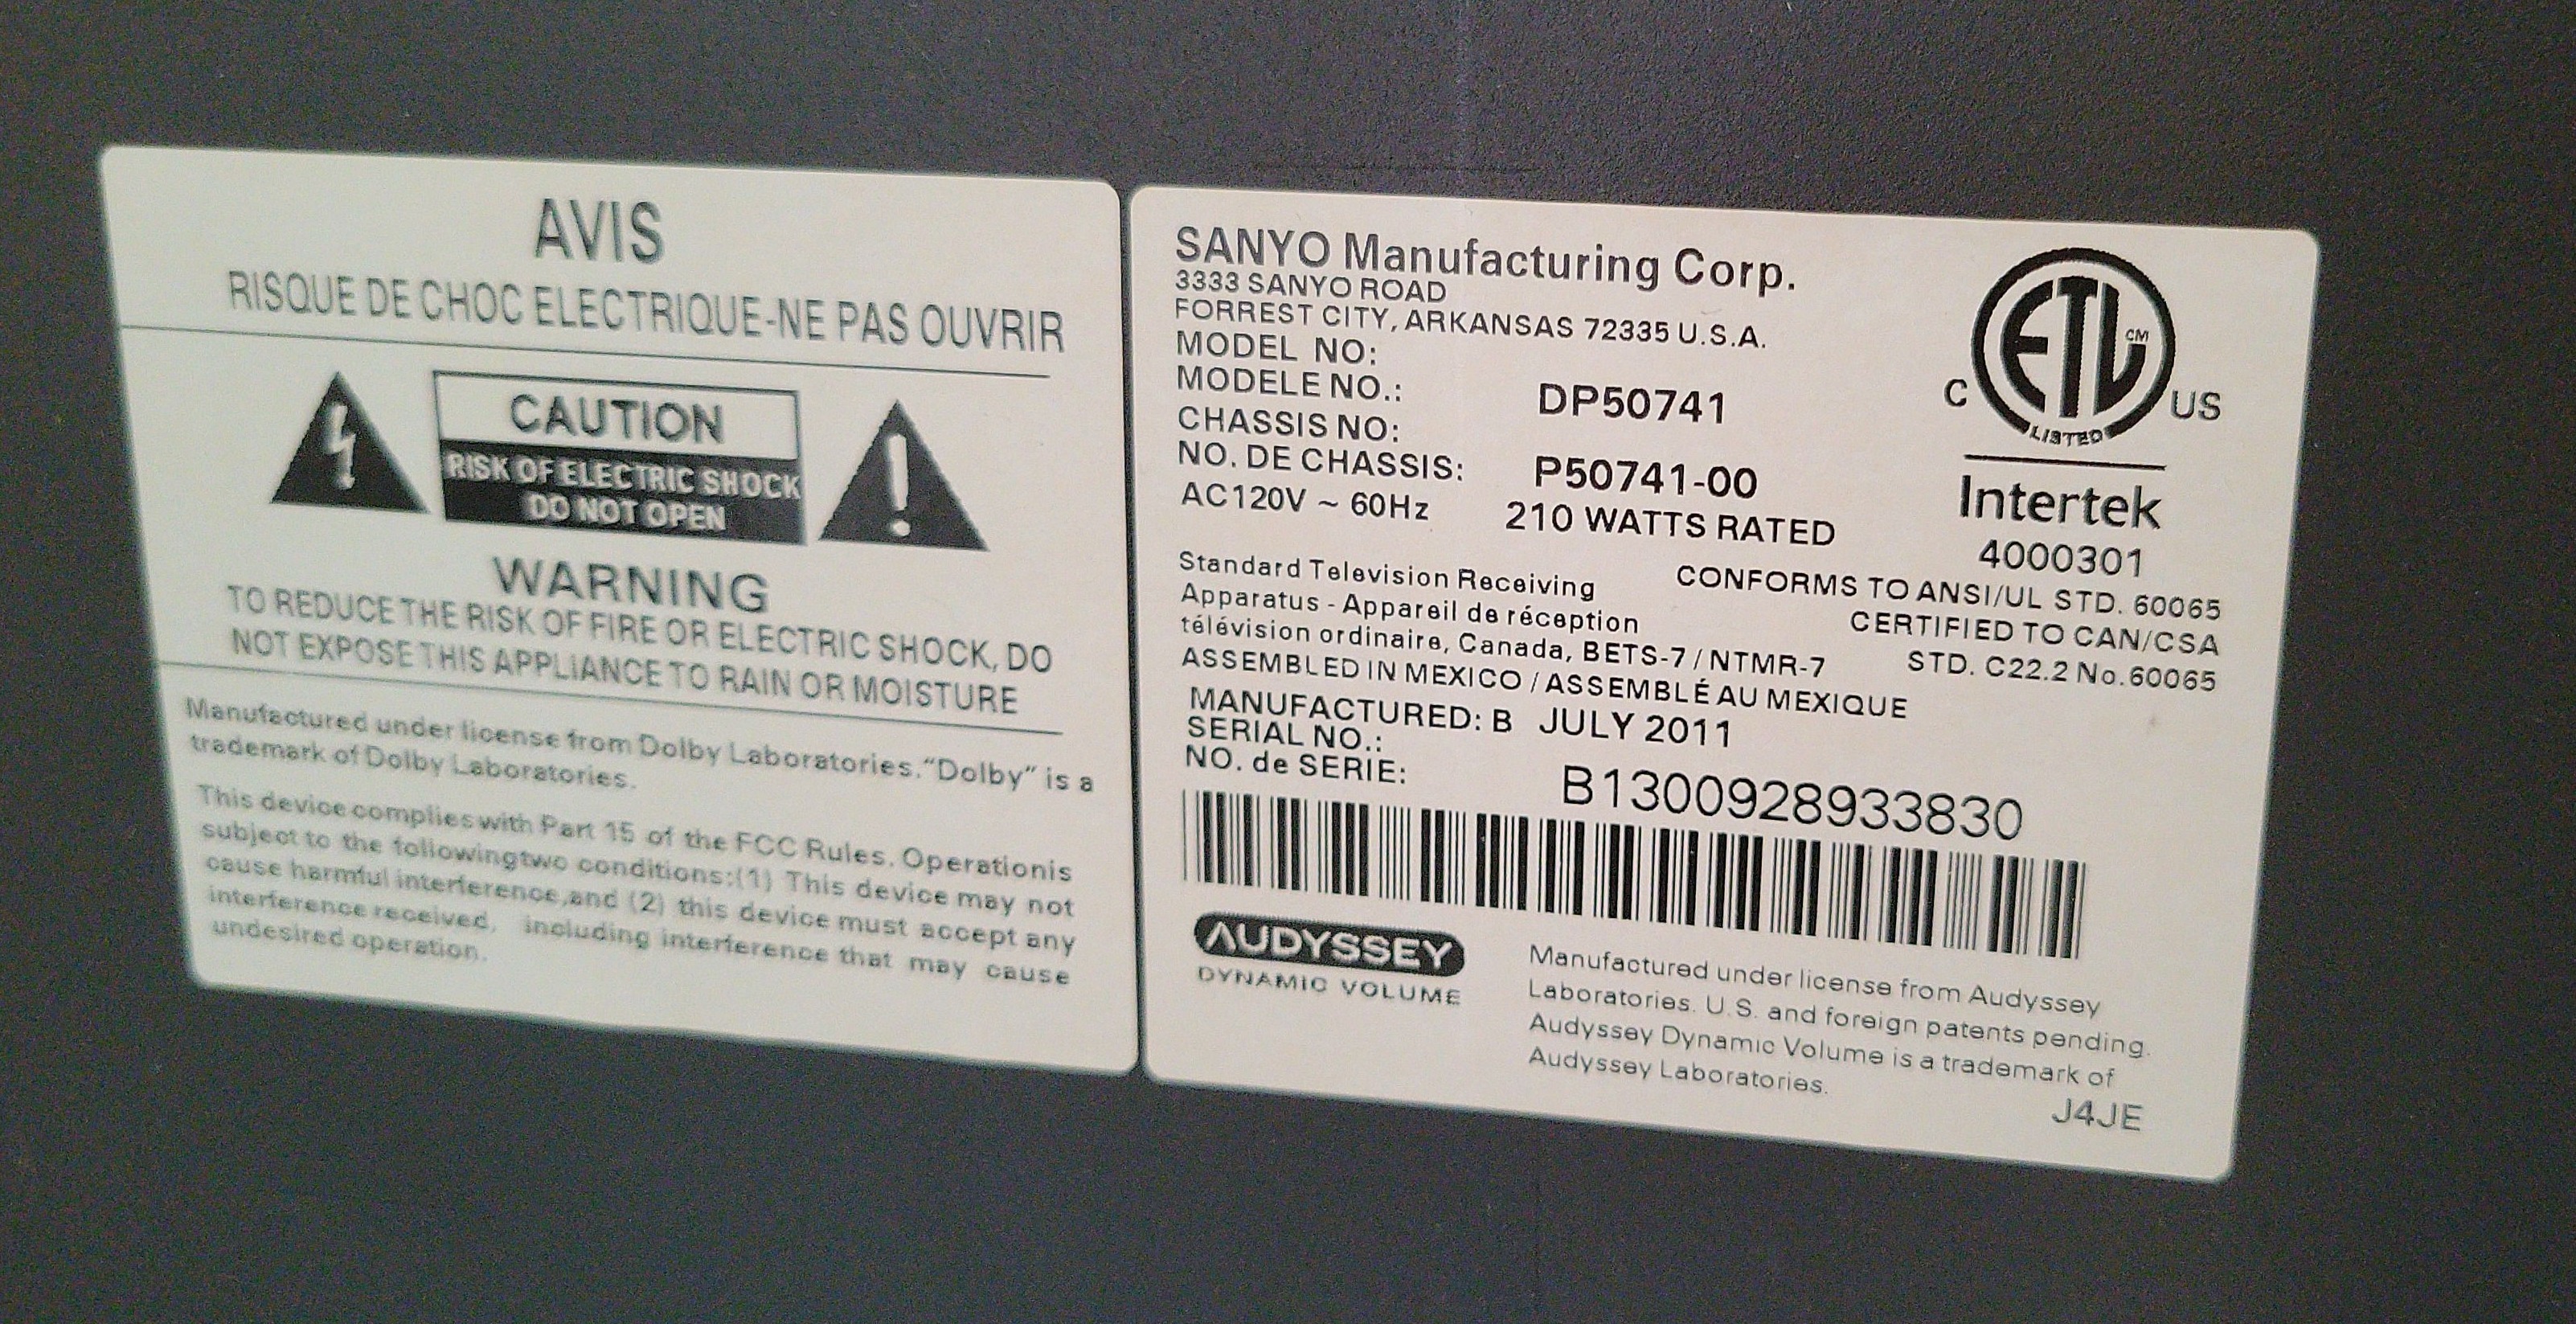 AVIS
RISQUE DE CHOC ELECTRIQUE-NE PAS OUVRIR
CAUTION
RISK OF ELECTRIC SHOCK
DO NOT OPEN
WARNING
TO REDUCE THE RISK OF FIRE OR ELECTRIC SHOCK, DO
NOT EXPOSE THIS APPLIANCE TO RAIN OR MOISTURE
Manufactured under license from Dolby Laboratories. "Dolby" is a
trademark of Dolby Laboratories.
This device complies with Part 15 of the FCC Rules. Operation is
subject to the following two conditions:(1) This device may not
cause harmful interference, and (2) this device must accept any
interference received, including interference that may cause
undesired operation.
SANYO Manufacturing Corp.
3333 SANYO ROAD
FORREST CITY, ARKANSAS 72335 U.S.A.
MODEL NO:
MODELE NO.: DP50741
CHASSIS NO:
NO. DE CHASSIS: P50741-00
AC120V ~ 60Hz 210 WATTS RATED
C ETL CM US
LISTED
Intertek
4000301
CONFORMS TO ANSI/UL STD. 60065
CERTIFIED TO CAN/CSA
STD. C22.2 No.60065
Standard Television Receiving
Apparatus - Appareil de réception
télévision ordinaire, Canada, BETS-7 / NTMR-7
ASSEMBLED IN MEXICO / ASSEMBLÉ AU MEXIQUE
MANUFACTURED: B JULY 2011
SERIAL NO.:
NO. de SERIE: B1300928933830
AUDYSSEY
DYNAMIC VOLUME
Manufactured under license from Audyssey
Laboratories. U.S. and foreign patents pending.
Audyssey Dynamic Volume is a trademark of
Audyssey Laboratories.
J4JE